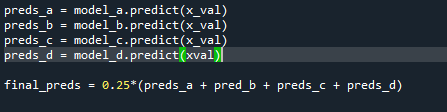 preds_a = model_a.predict(x_val)
preds_b = model_b.predict(x_val)
preds_c = model_c.predict(x_val)
preds_d = model_d.predict(xval)
final_preds = 0.25*(preds_a + pred_b + preds_c + preds_d)